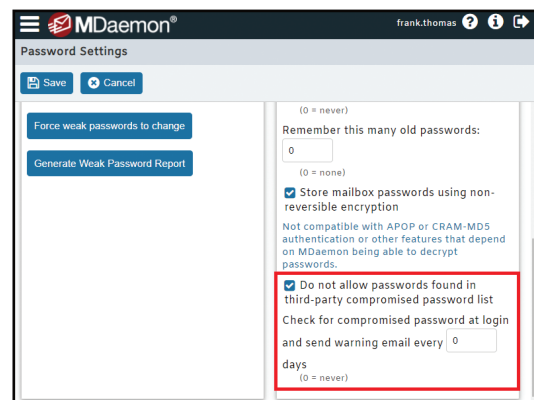 MDaemon®
frank.thomas
Password Settings
Save
Cancel
Force weak passwords to change
Generate Weak Password Report
(0 = never)
Remember this many old passwords:
0
(0 = none)
Store mailbox passwords using non-
reversible encryption
Not compatible with APOP or CRAM-MD5
authentication or other features that depend
on MDaemon being able to decrypt
passwords.
Do not allow passwords found in
third-party compromised password list
Check for compromised password at login
and send warning email every 0
days
(0 = never)